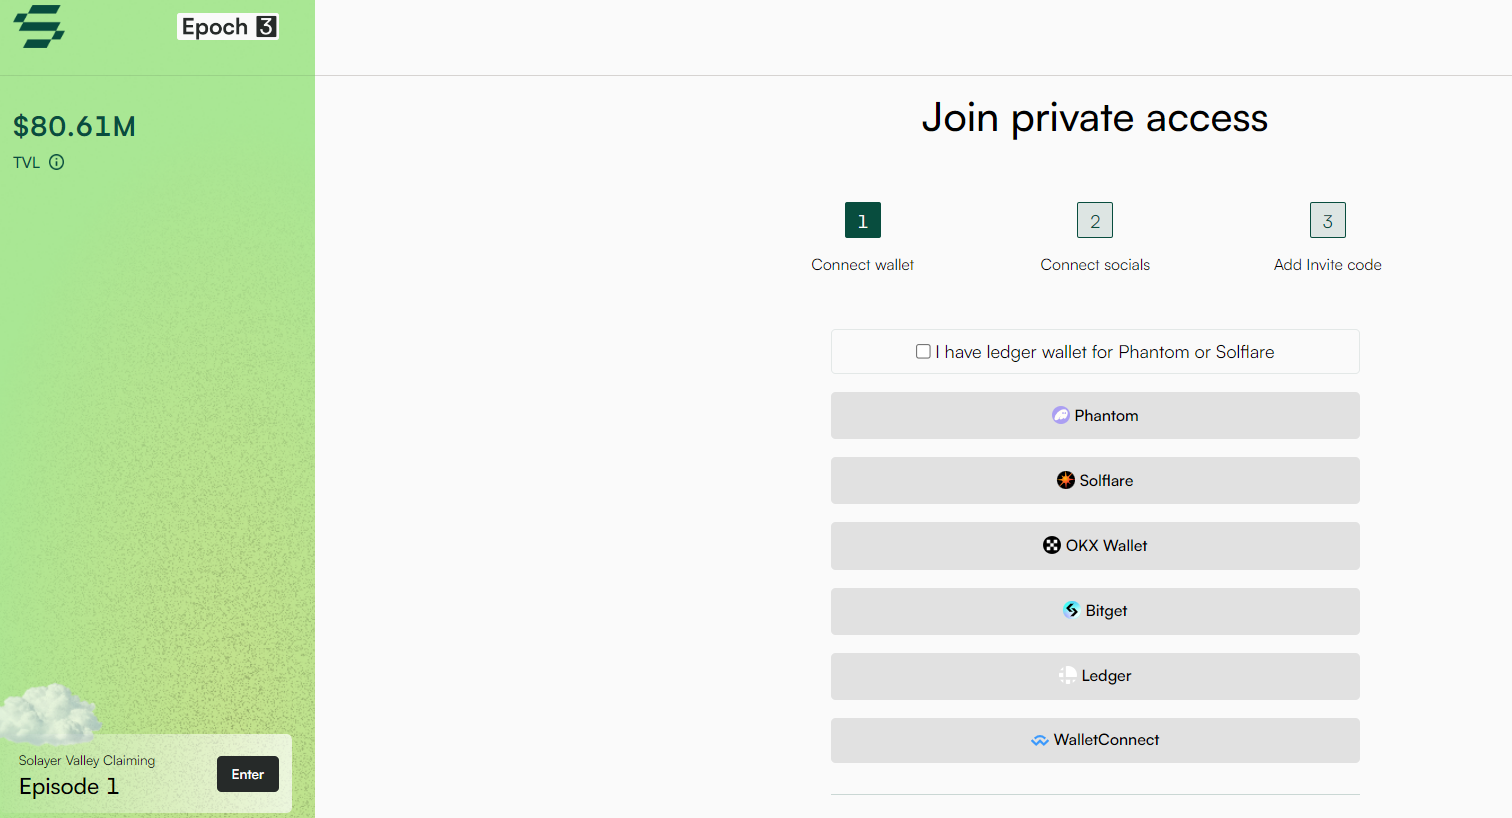 Epoch 3
$80.61M
TVL
Join private access
1
2
3
Connect wallet
Connect socials
Add Invite code
I have ledger wallet for Phantom or Solflare
Phantom
Solflare
OKX Wallet
Bitget
Ledger
WalletConnect
Solayer Valley Claiming
Episode 1
Enter